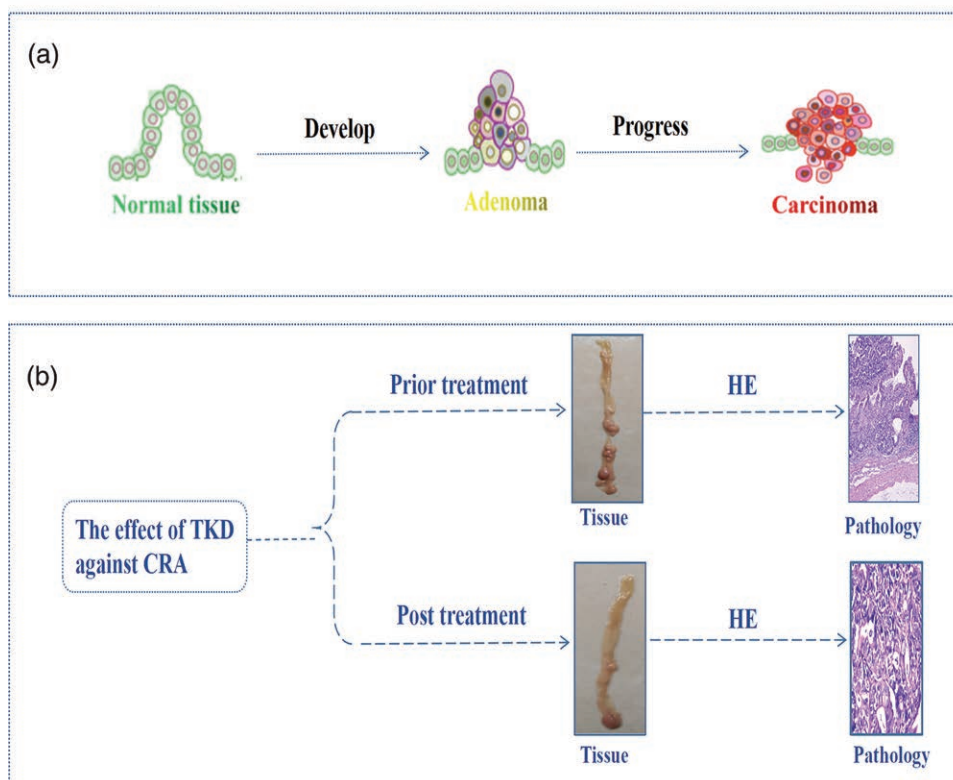 (a)
Develop
Progress
Normal tissue
Adenoma
Carcinoma
(b)
Prior treatment
HE
Tissue
Pathology
The effect of TKD
against CRA
Post treatment
HE
Tissue
Pathology